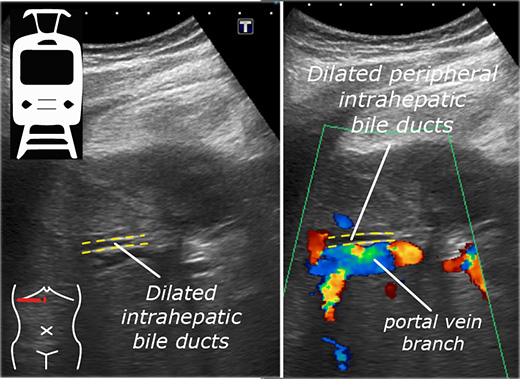 T
Dilated
intrahepatic
bile ducts
Dilated peripheral
intrahepatic
bile ducts
portal vein
branch